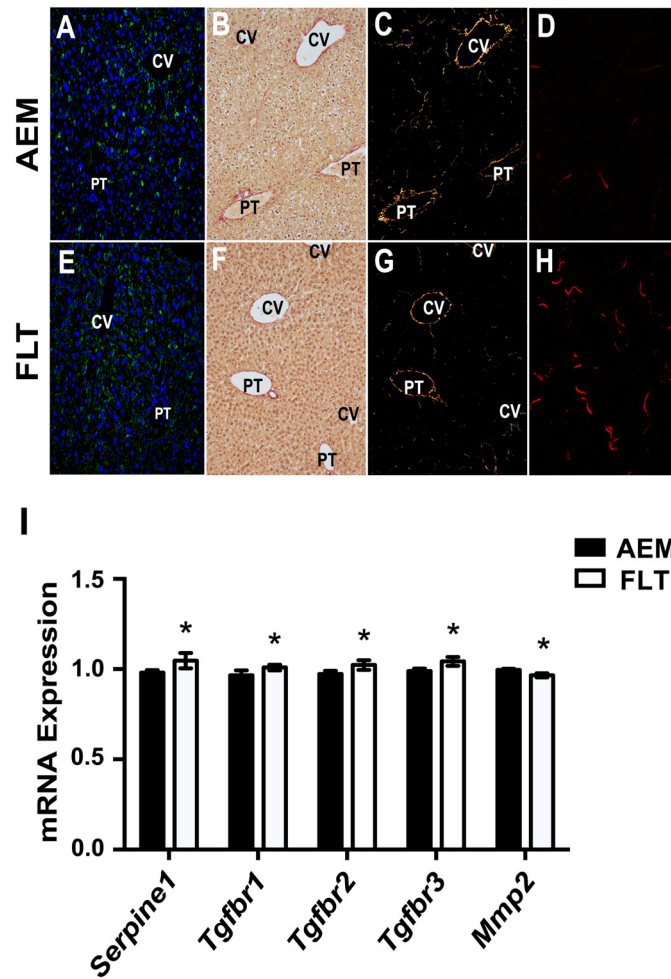 A
B
C
D
CV
CV
CV
CV
PT
PT
PT
PT
PT
AEM
E
F
G
H
CV
CV
CV
CV
CV
PT
PT
PT
CV
CV
PT
FLT
I
AEM
FLT
1.5
1.0
0.5
0.0
mRNA Expression
*
*
*
*
*
Serpine1
Tgfbr1
Tgfbr2
Tgfbr3
Mmp2